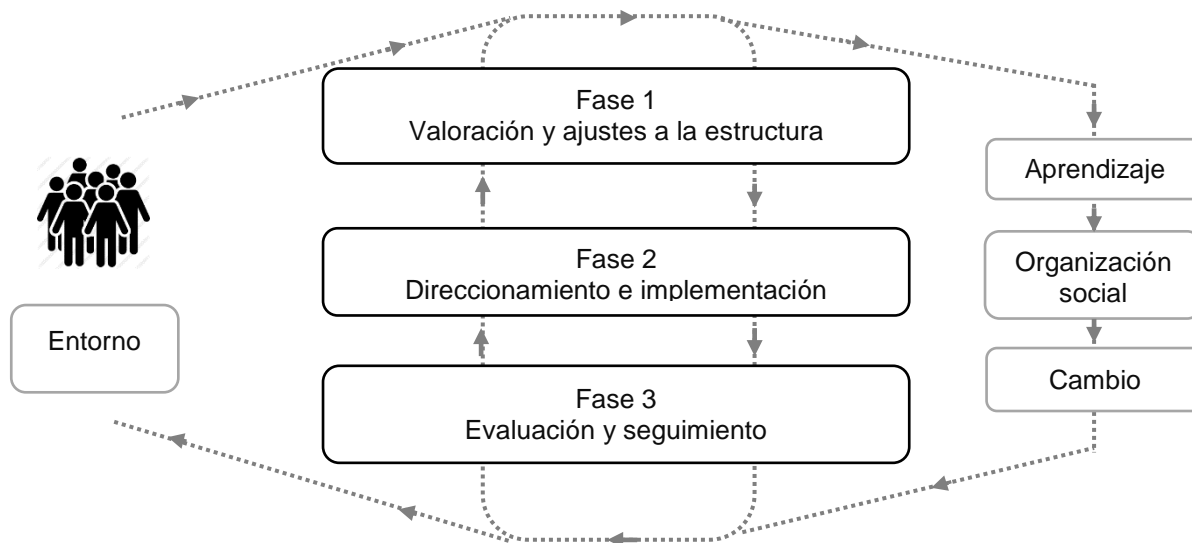 Fase 1
Valoración y ajustes a la estructura
Aprendizaje
Fase 2
Direccionamiento e implementación
Organización
social
Entorno
Fase 3
Evaluación y seguimiento
Cambio